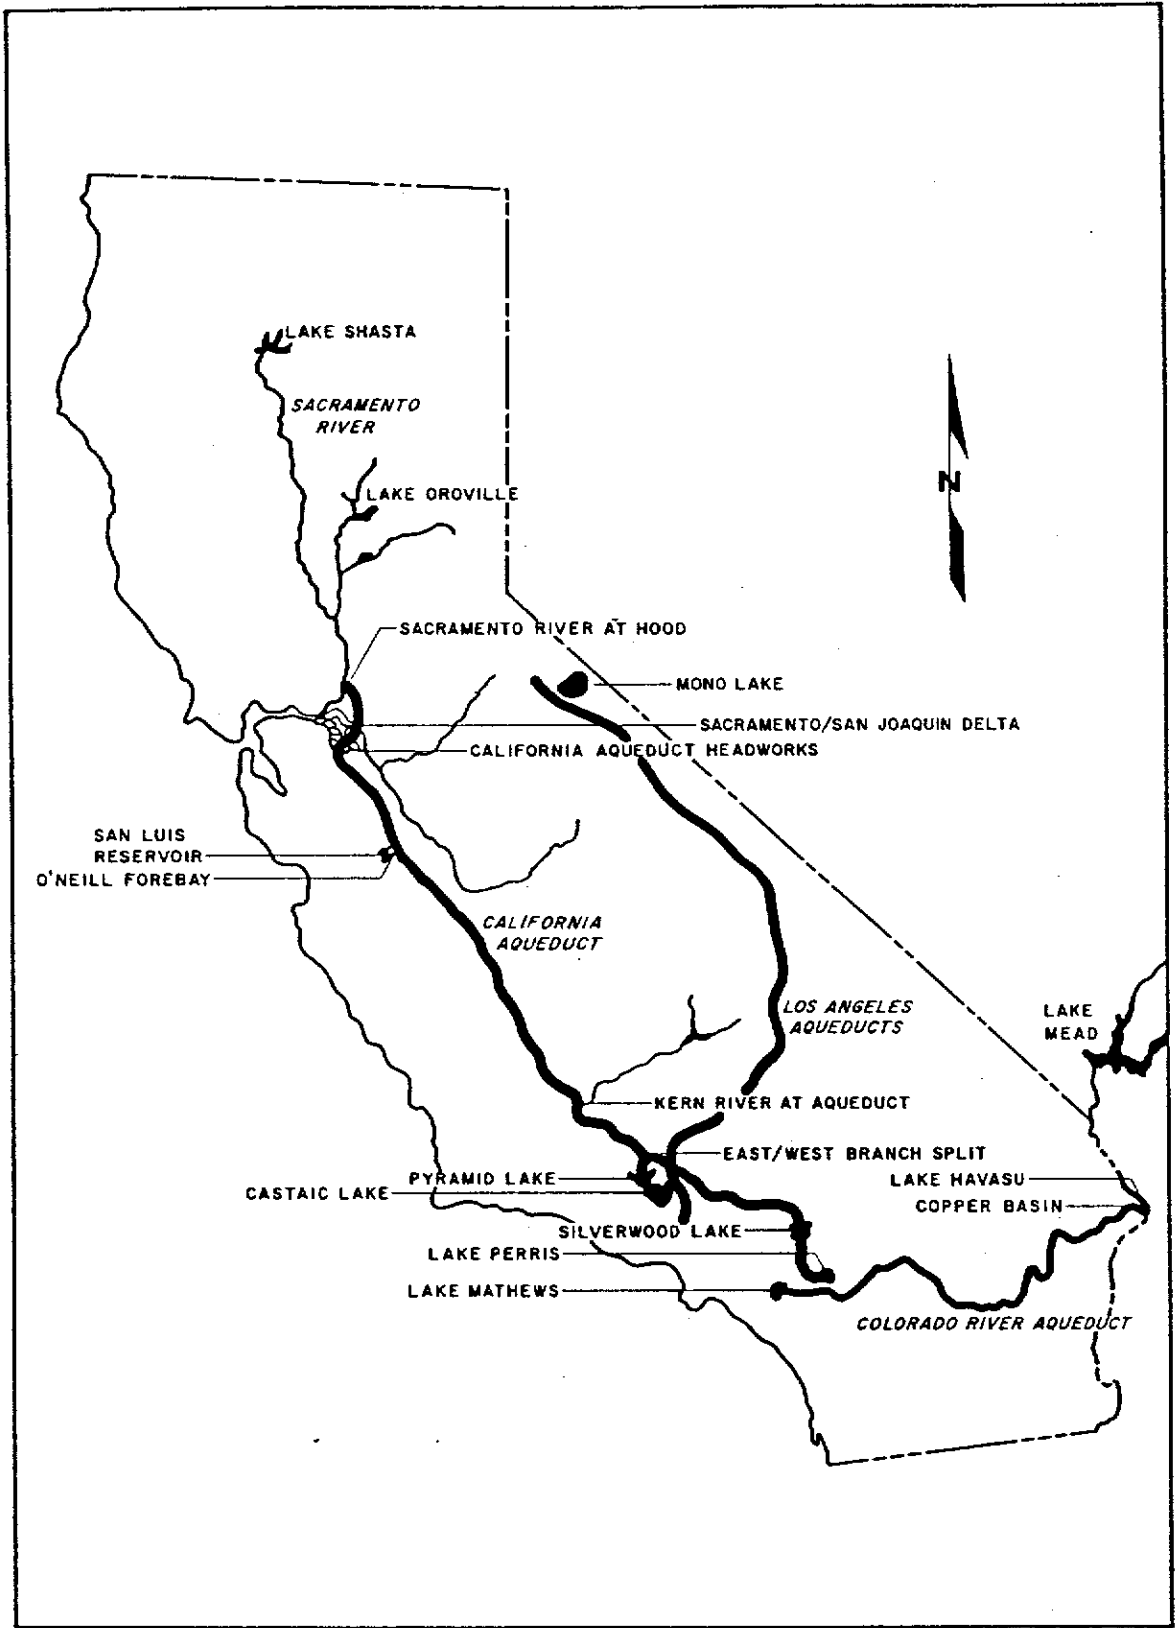 LAKE SHASTA
SACRAMENTO
RIVER
N
LAKE OROVILLE
SACRAMENTO RIVER AT HOOD
MONO LAKE
SACRAMENTO/SAN JOAQUIN DELTA
CALIFORNIA AQUEDUCT HEADWORKS
SAN LUIS
RESERVOIR
O'NEILL FOREBAY
CALIFORNIA
AQUEDUCT
LOS ANGELES
AQUEDUCTS
LAKE
MEAD
KERN RIVER AT AQUEDUCT
EAST/WEST BRANCH SPLIT
PYRAMID LAKE
LAKE HAVASU
CASTAIC LAKE
COPPER BASIN
SILVERWOOD LAKE
LAKE PERRIS
LAKE MATHEWS
COLORADO RIVER AQUEDUCT